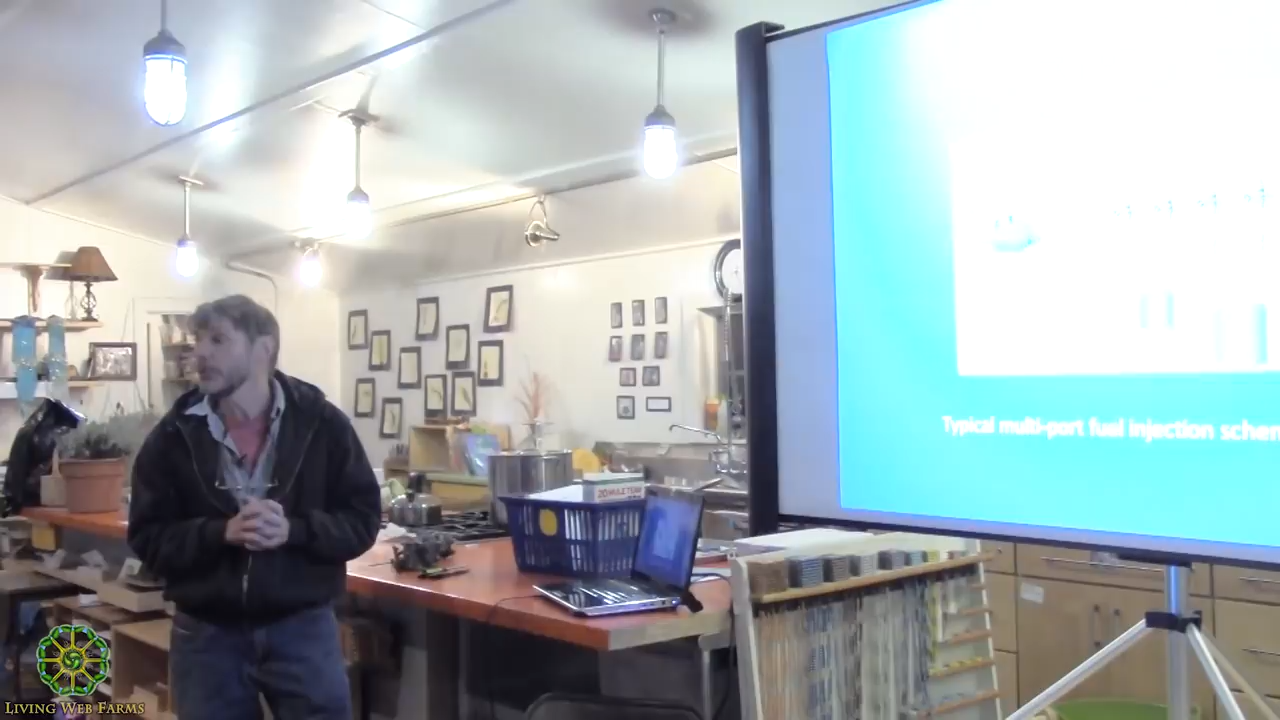 Typical multi-port fuel injection schem
20 MULE TEAM
LIVING WEB FARMS